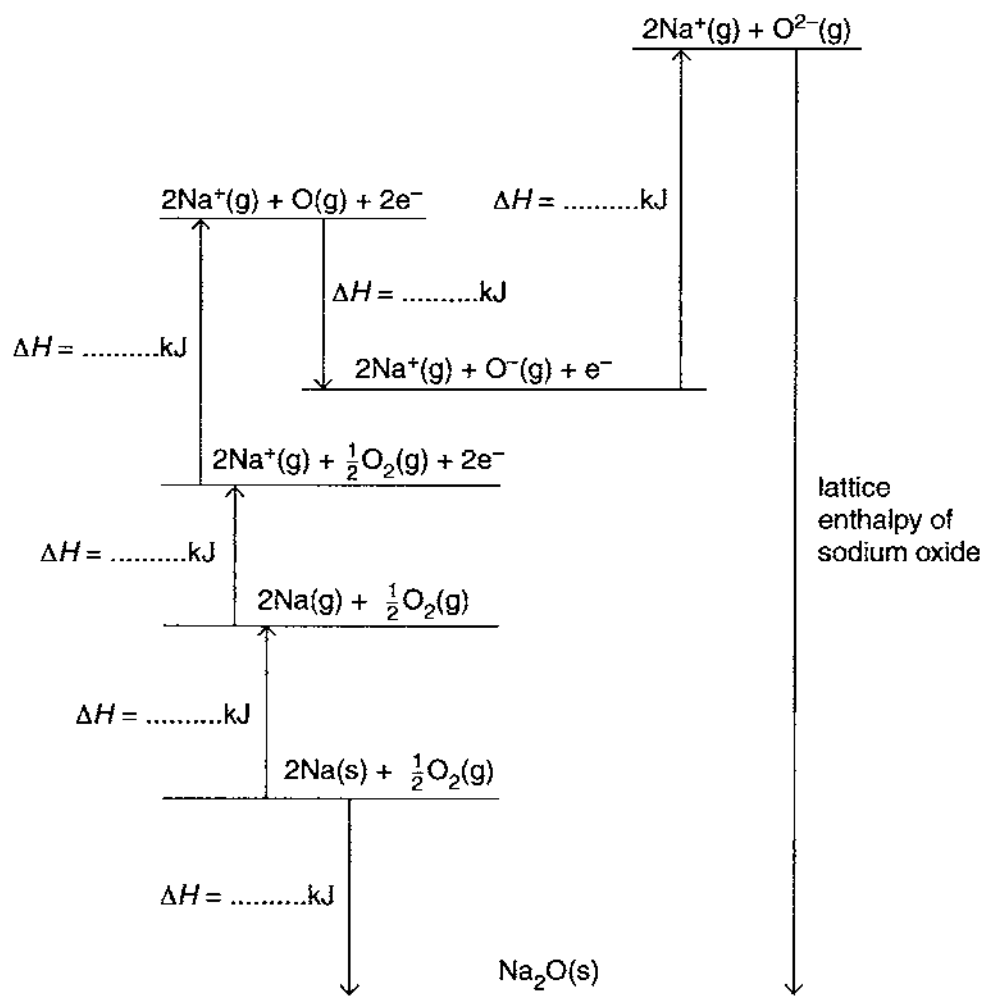 2Na⁺(g) + O²⁻(g)
2Na⁺(g) + O(g) + 2e⁻
ΔH = ..........kJ
ΔH = ..........kJ
ΔH = ..........kJ
2Na⁺(g) + O⁻(g) + e⁻
2Na⁺(g) + ½O₂(g) + 2e⁻
lattice
enthalpy of
sodium oxide
ΔH = ..........kJ
2Na(g) + ½O₂(g)
ΔH = ..........kJ
2Na(s) + ½O₂(g)
ΔH = ..........kJ
Na₂O(s)